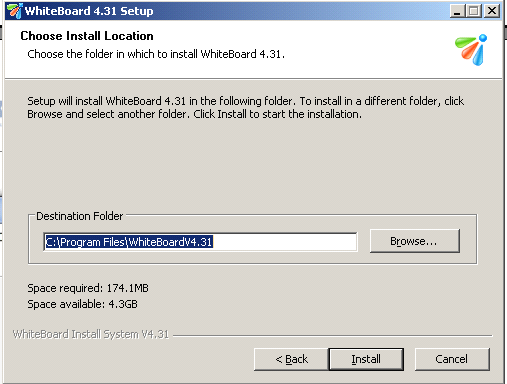 WhiteBoard 4.31 Setup
Choose Install Location
Choose the folder in which to install WhiteBoard 4.31.
Setup will install WhiteBoard 4.31 in the following folder. To install in a different folder, click
Browse and select another folder. Click Install to start the installation.
Destination Folder
C:\Program Files\WhiteBoardV4.31
Browse...
Space required: 174.1MB
Space available: 4.3GB
WhiteBoard Install System V4.31
< Back
Install
Cancel